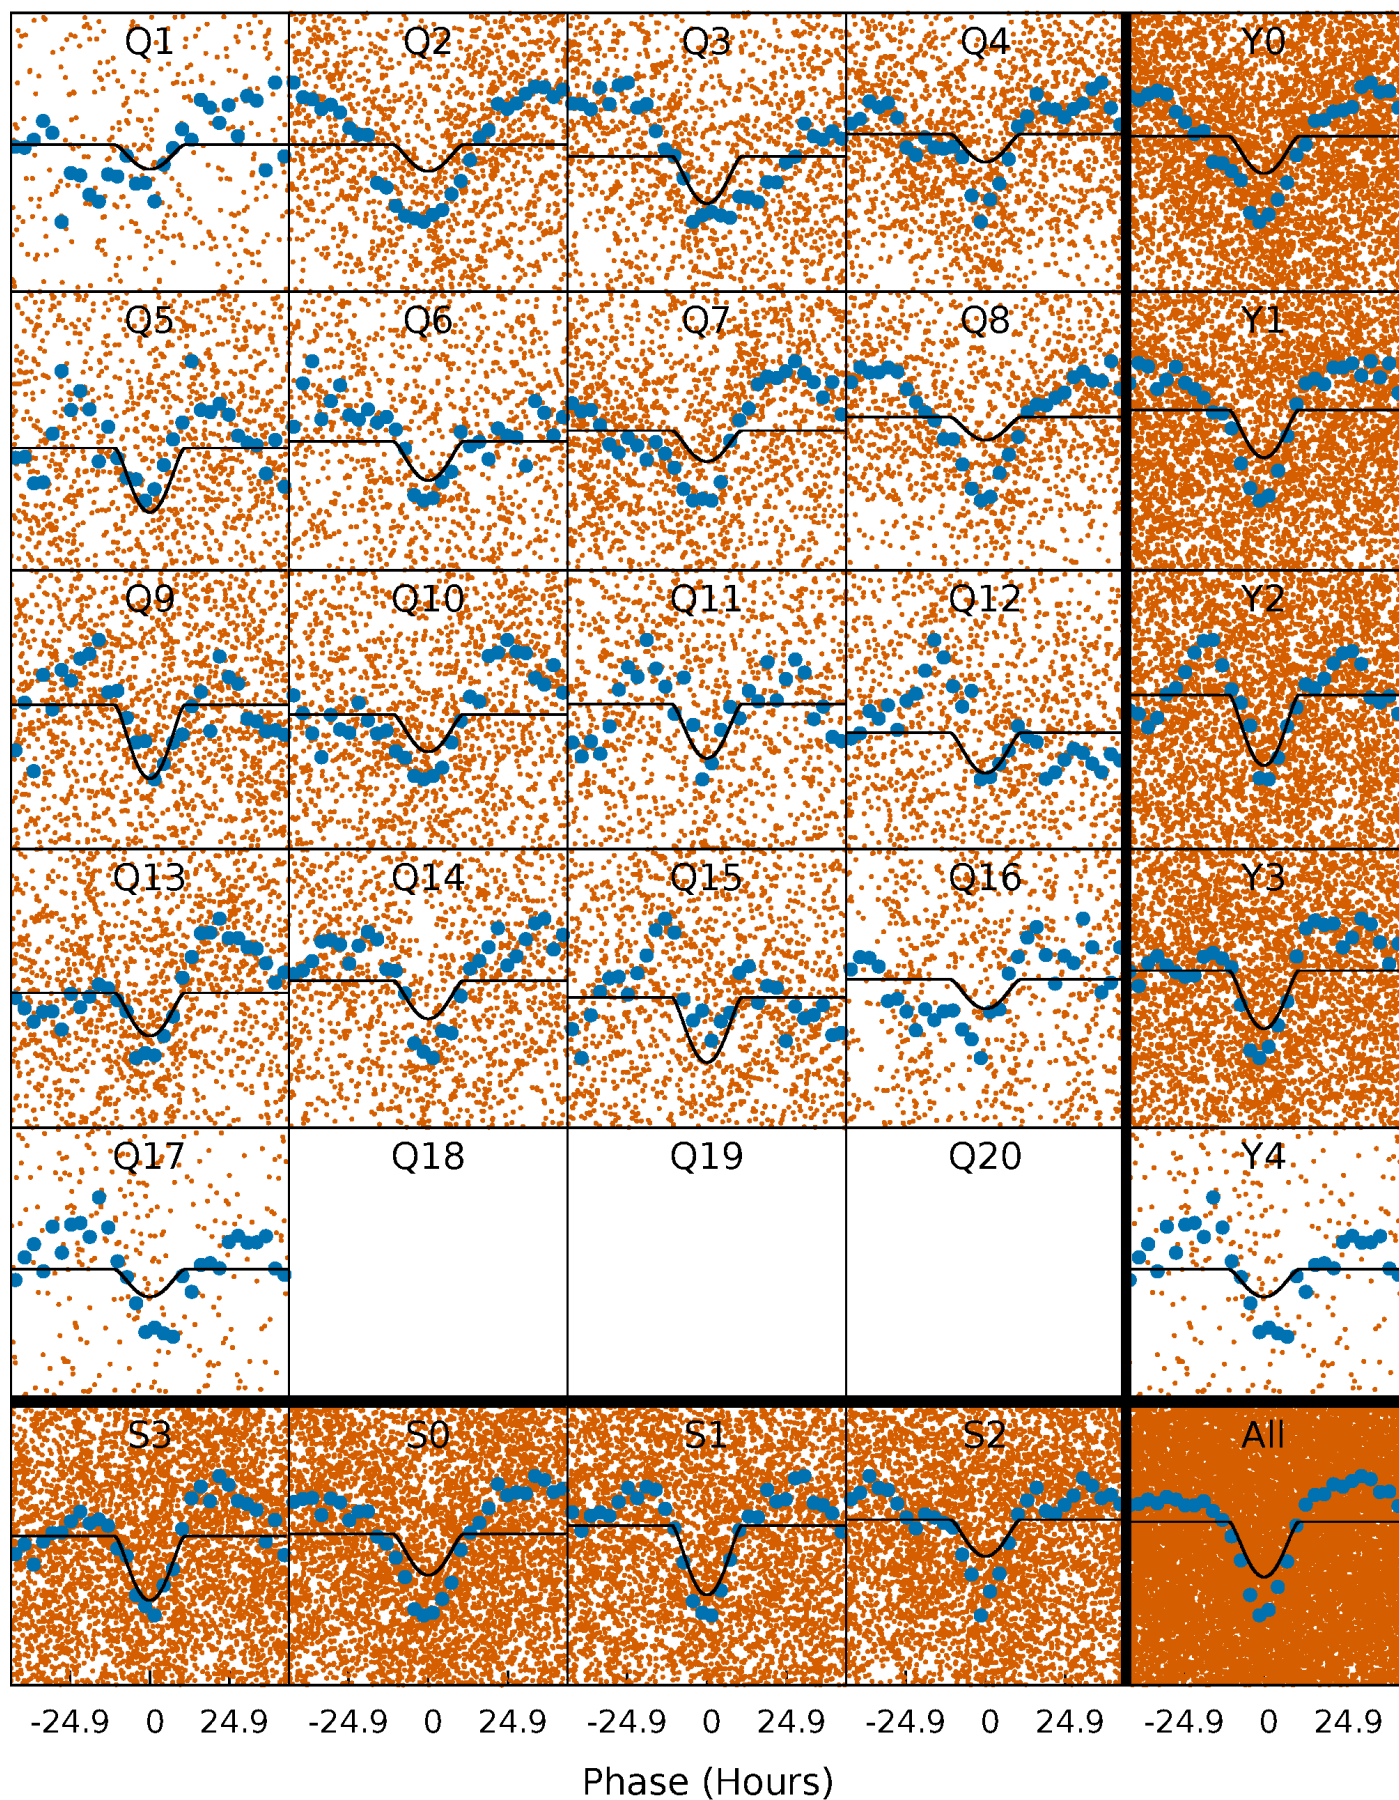 Q1 Q2 Q3 Q4 Y0
Q5 Q6 Q7 Q8 Y1
Q9 Q10 Q11 Q12 Y2
Q13 Q14 Q15 Q16 Y3
Q17 Q18 Q19 Q20 Y4
S3 S0 S1 S2 All
-24.9 0 24.9 -24.9 0 24.9 -24.9 0 24.9 -24.9 0 24.9 -24.9 0 24.9
Phase (Hours)